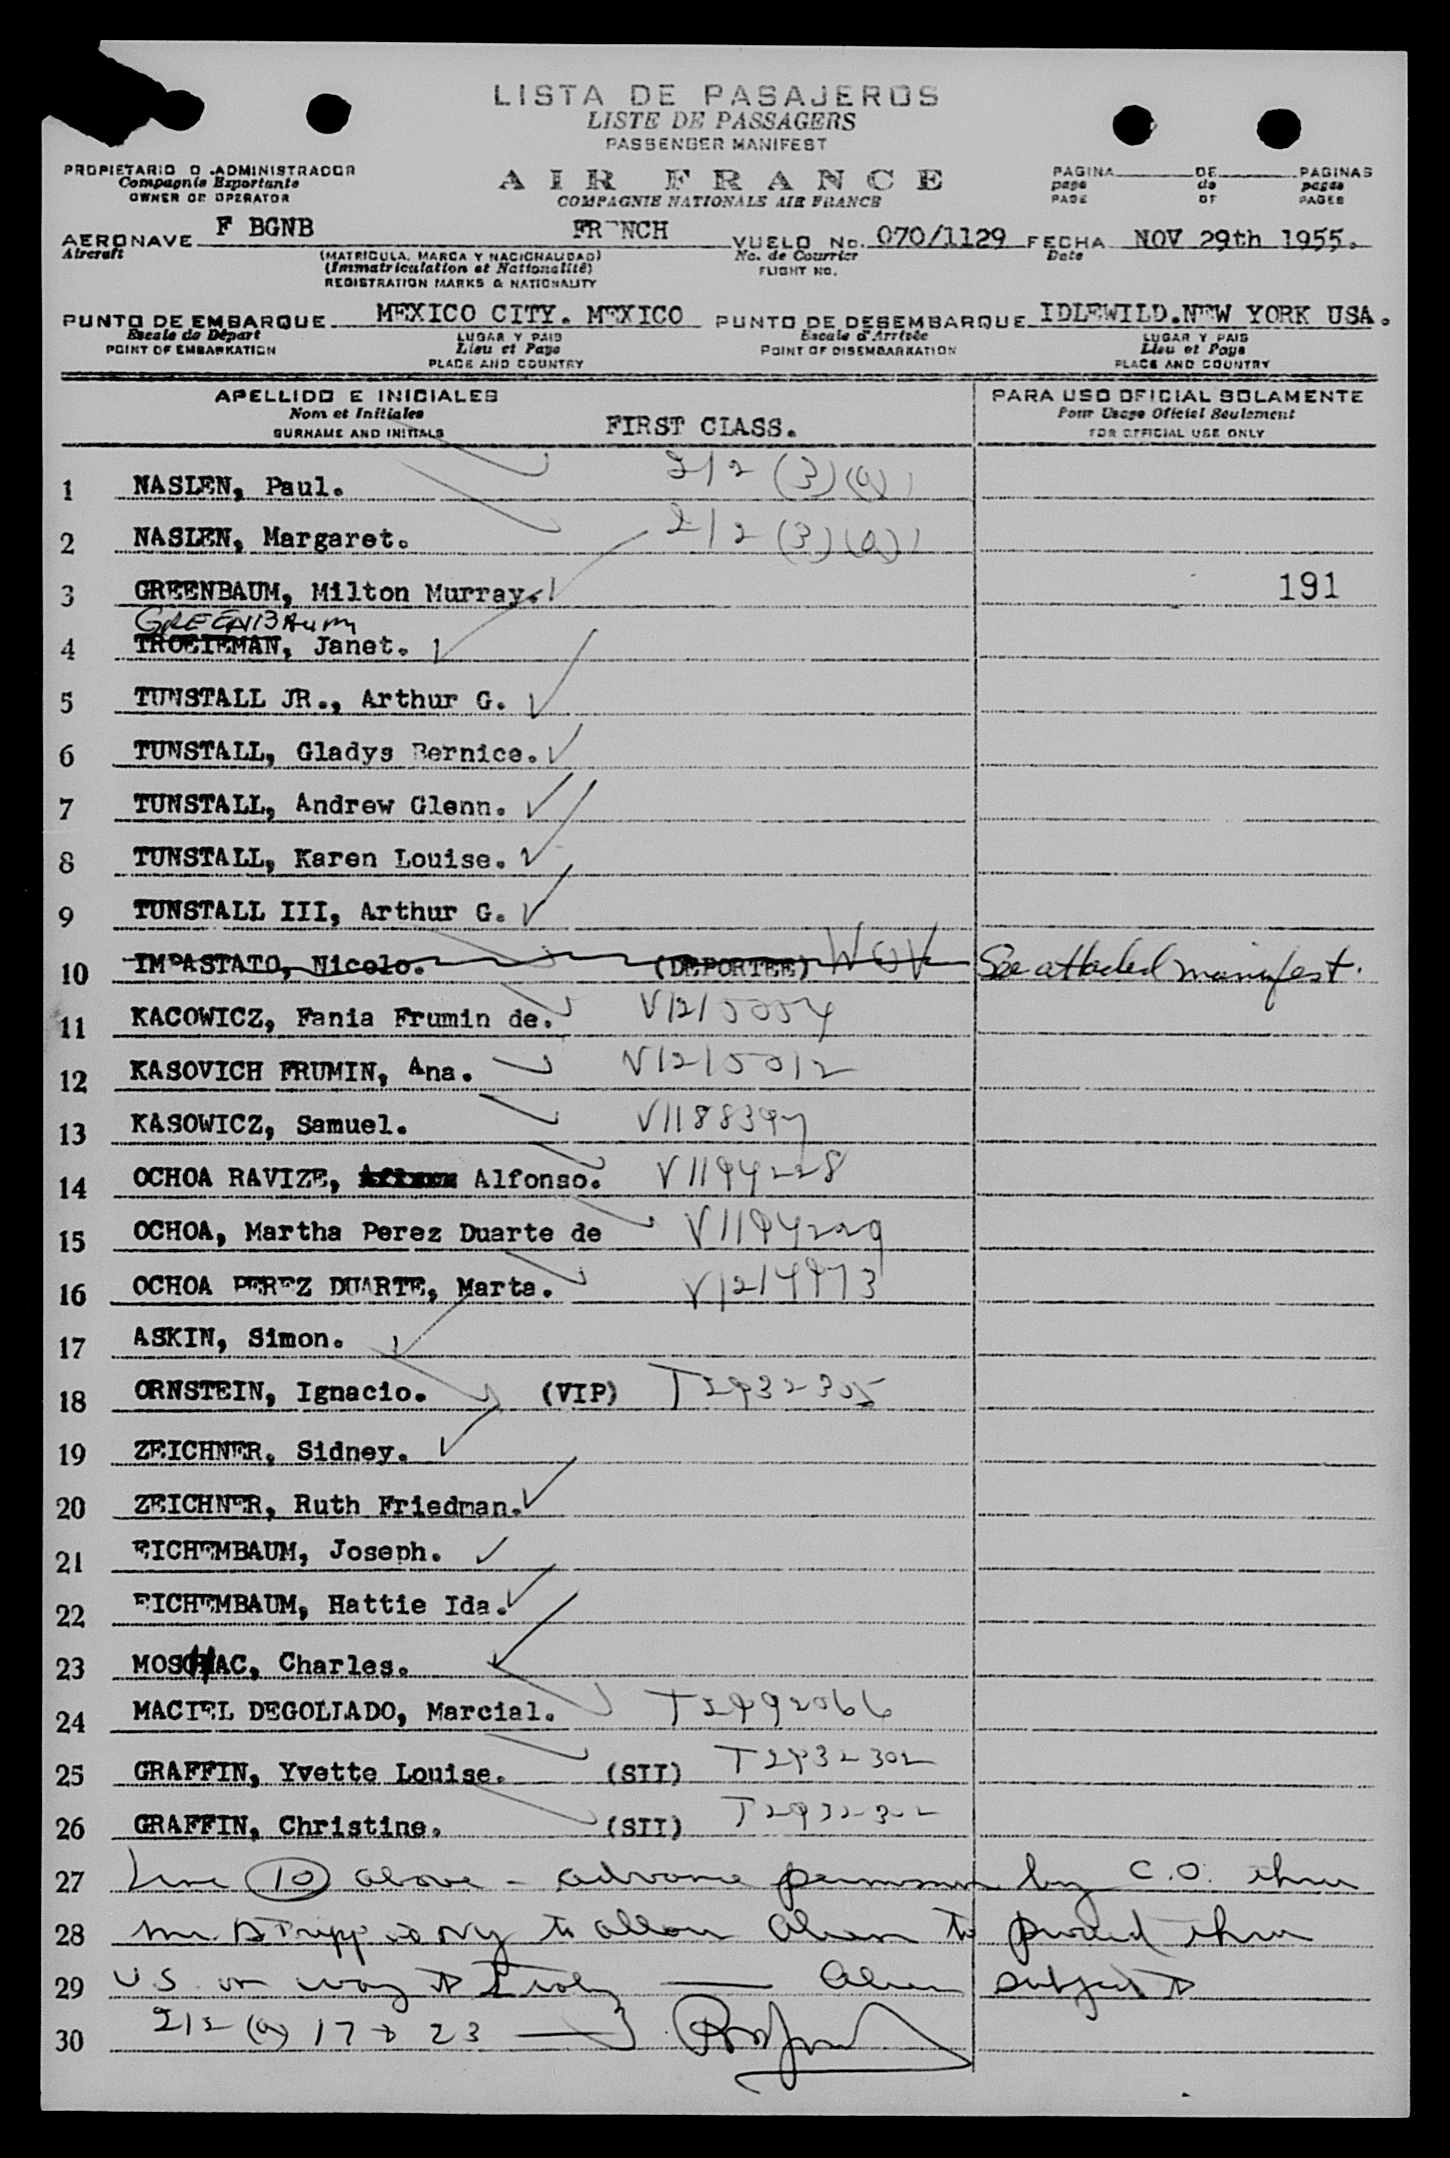 LISTA DE PASAJEROS
LISTE DE PASSAGERS
PASSENGER MANIFEST
PROPIETARIO O ADMINISTRADOR
Compagnie Exportante
OWNER OR OPERATOR
AIR FRANCE
COMPAGNIE NATIONALE AIR FRANCE
PAGINA DE PAGINAS
page de pages
PAGE OF PAGES
AERONAVE F BGNB FRENCH VUELO No. 070/1129 FECHA NOV 29th 1955.
Aircraft (MATRICULA, MARCA Y NACIONALIDAD) No. de Courrier Date
(Immatriculation et Nationalité) FLIGHT NO.
REGISTRATION MARKS & NATIONALITY
PUNTO DE EMBARQUE MEXICO CITY. MEXICO PUNTO DE DESEMBARQUE IDLEWILD.NEW YORK USA.
Escale de Départ LUGAR Y PAIS Escale d'Arrivée LUGAR Y PAIS
POINT OF EMBARKATION Lieu et Pays POINT OF DISEMBARKATION Lieu et Pays
PLACE AND COUNTRY PLACE AND COUNTRY
APELLIDO E INICIALES PARA USO OFICIAL SOLAMENTE
Nom et Initiales Pour Usage Oficiel Seulement
SURNAME AND INITIALS FIRST CLASS. FOR OFFICIAL USE ONLY
1 NASLEN, Paul. 212(3)(a)
2 NASLEN, Margaret. 212(3)(a)
3 GREENBAUM, Milton Murray. 191
GREENBAUM
4 TROEIEMAN, Janet.
5 TUNSTALL JR., Arthur G.
6 TUNSTALL, Gladys Bernice.
7 TUNSTALL, Andrew Glenn.
8 TUNSTALL, Karen Louise.
9 TUNSTALL III, Arthur G.
10 IMPASTATO, Nicolo. (DEPORTEE) WOV See attached manifest.
11 KACOWICZ, Fania Frumin de. V1215054
12 KASOVICH FRUMIN, Ana. V1215012
13 KASOWICZ, Samuel. V1188397
14 OCHOA RAVIZE, Alfonso. V1194228
15 OCHOA, Martha Perez Duarte de V1194229
16 OCHOA PEREZ DUARTE, Marta. V1214973
17 ASKIN, Simon.
18 ORNSTEIN, Ignacio. (VIP) T2932305
19 ZEICHNER, Sidney.
20 ZEICHNER, Ruth Friedman.
21 EICHEMBAUM, Joseph.
22 EICHEMBAUM, Hattie Ida.
23 MOSCHAC, Charles.
24 MACIEL DEGOLLADO, Marcial. T2992066
25 GRAFFIN, Yvette Louise. (STT) T2932302
26 GRAFFIN, Christine. (STT) T2932302
27 Line 10 above - advance permission by C.O. thru
28 Mr. to allow alien to proceed thru
29 US on way to Italy — alien subject to
30 212 (a) 17 & 23